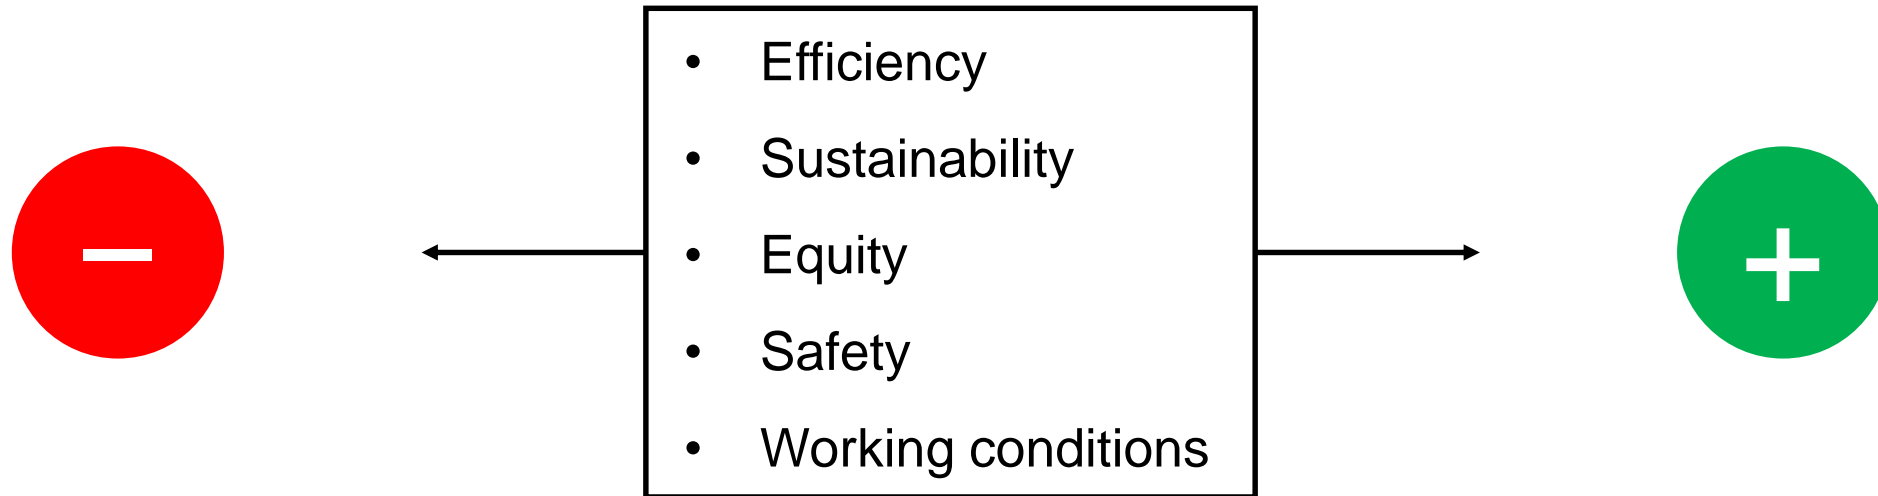 • Efficiency
• Sustainability
− • Equity +
• Safety
• Working conditions